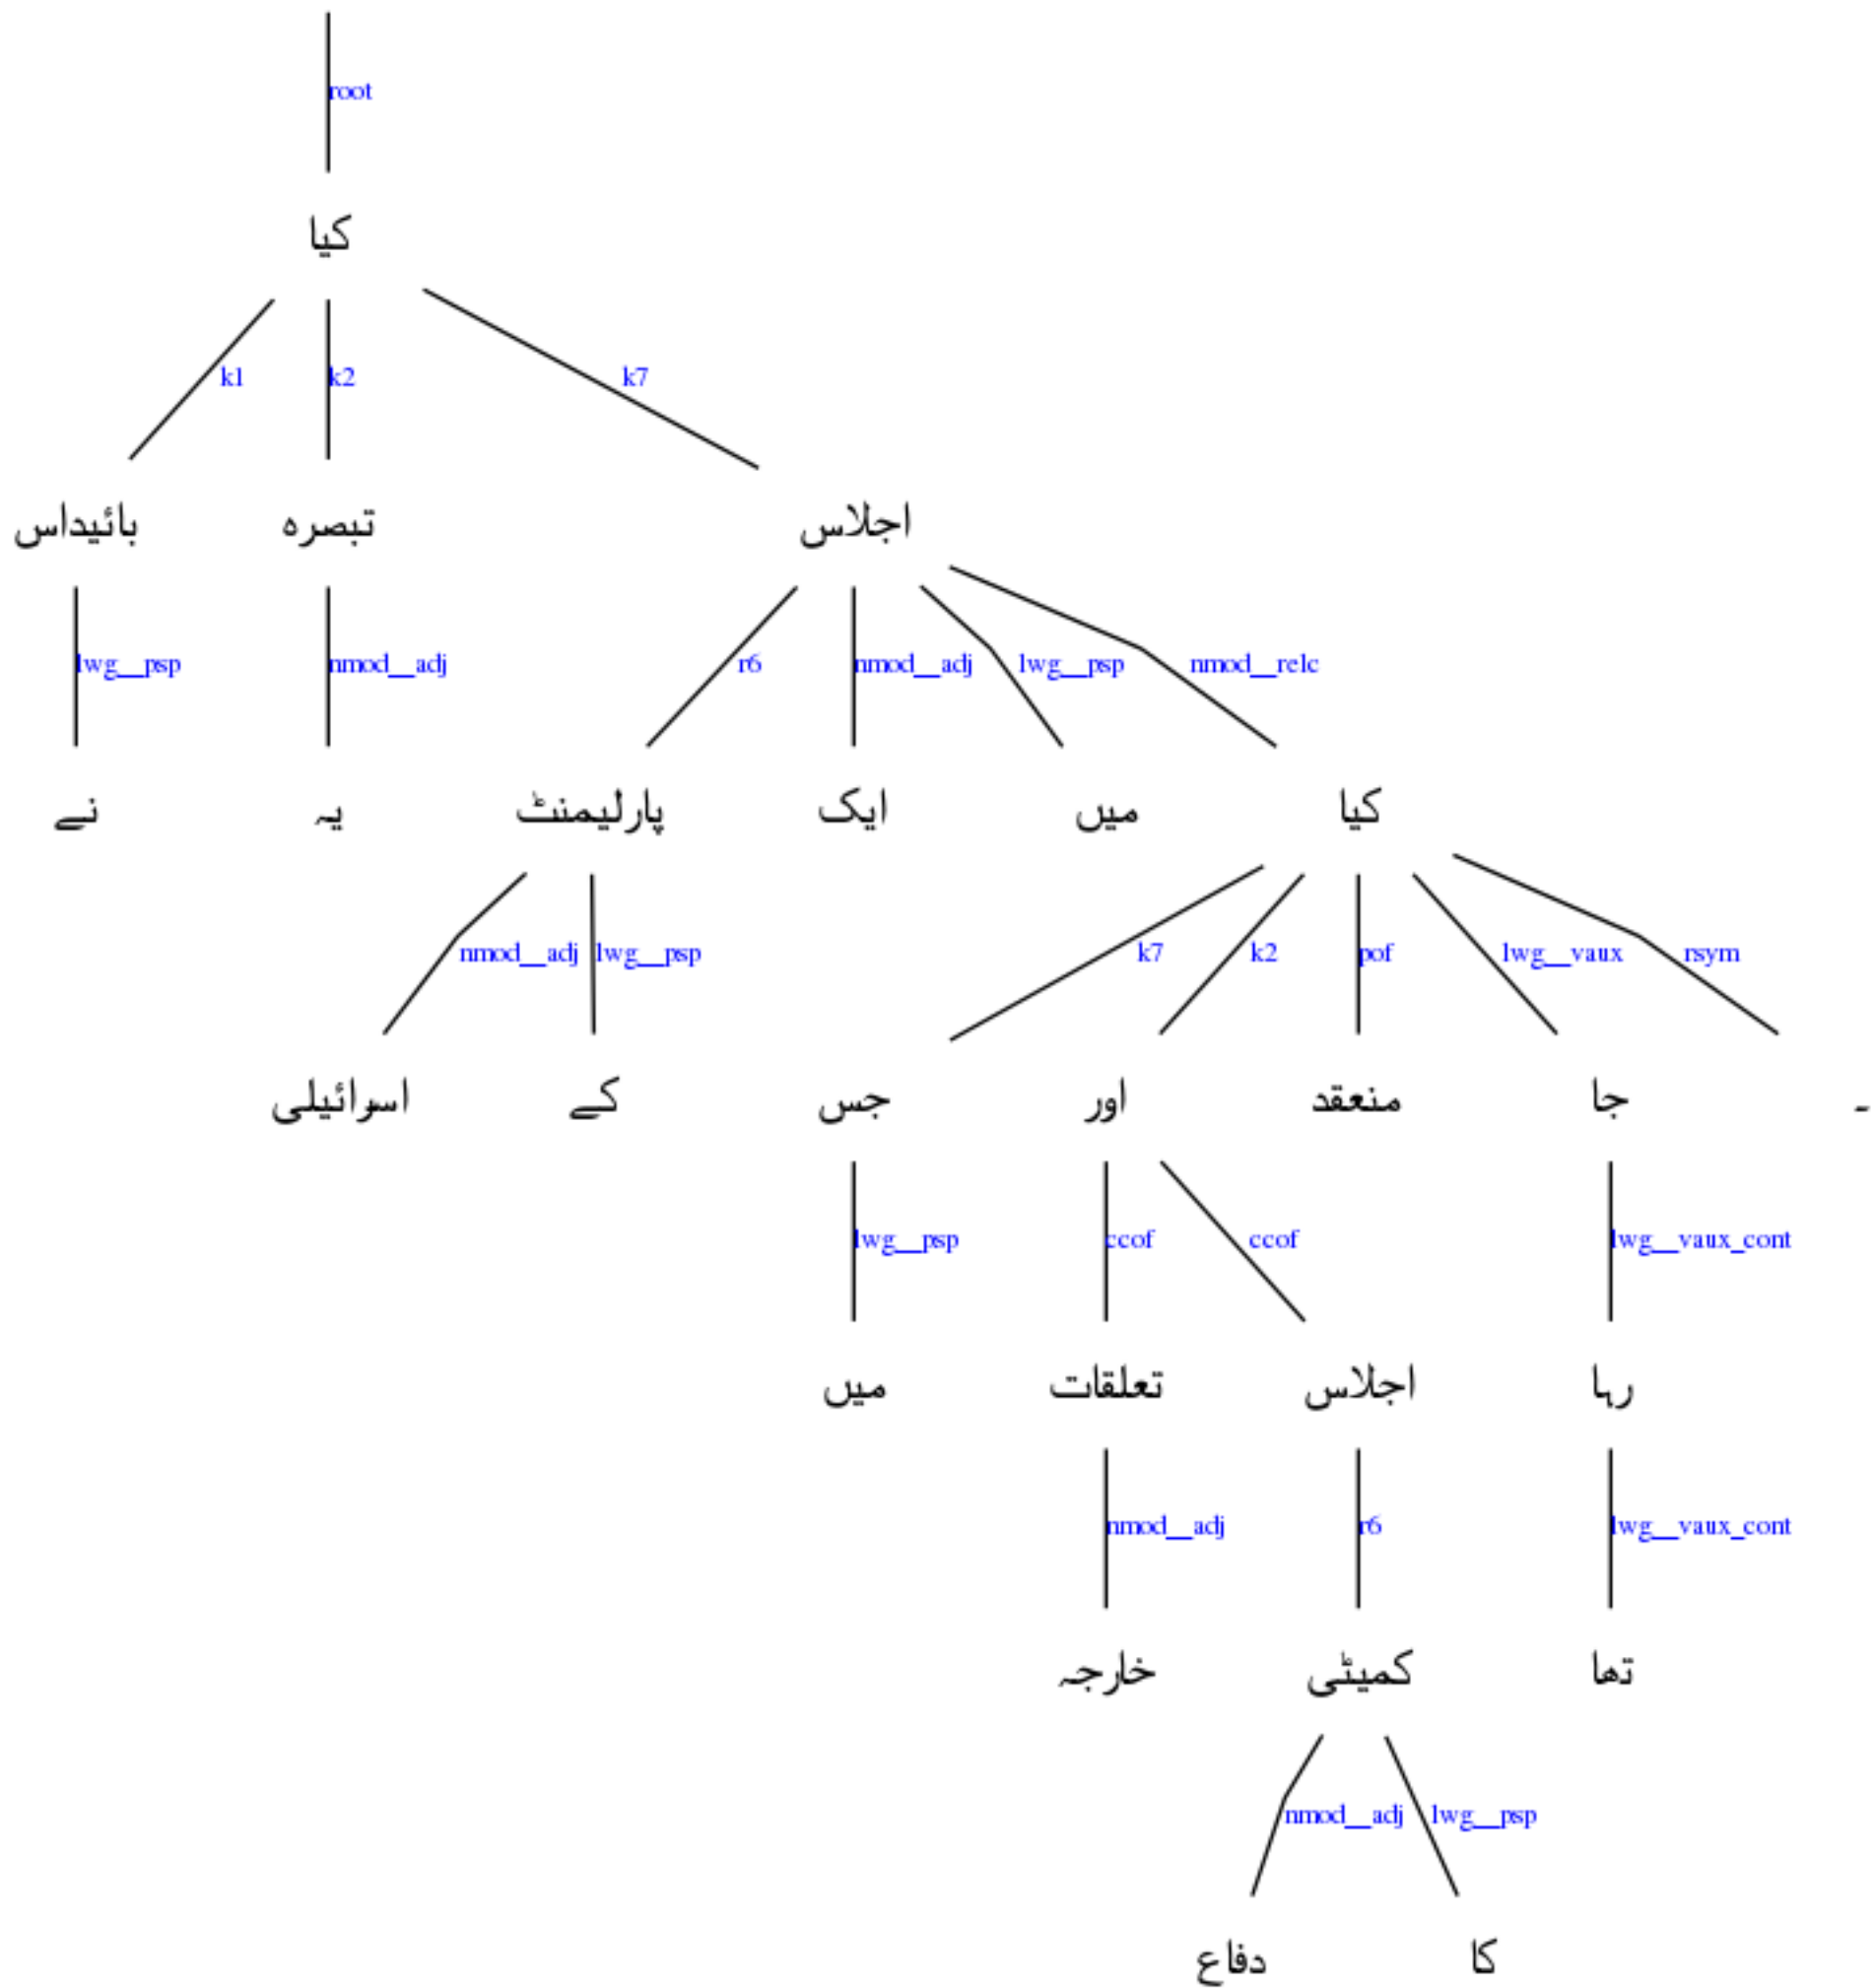 root
کیا
k1 k2 k7
بائیداس تبصرہ اجلاس
lwg__psp nmod__adj r6 nmod__adj lwg__psp nmod__relc
نے یہ پارلیمنٹ ایک میں کیا
nmod__adj lwg__psp k7 k2 pof lwg__vaux rsym
اسرائیلی کے جس اور منعقد جا ۔
lwg__psp ccof ccof lwg__vaux_cont
میں تعلقات اجلاس رہا
nmod__adj r6 lwg__vaux_cont
خارجہ کمیٹی تھا
nmod__adj lwg__psp
دفاع کا